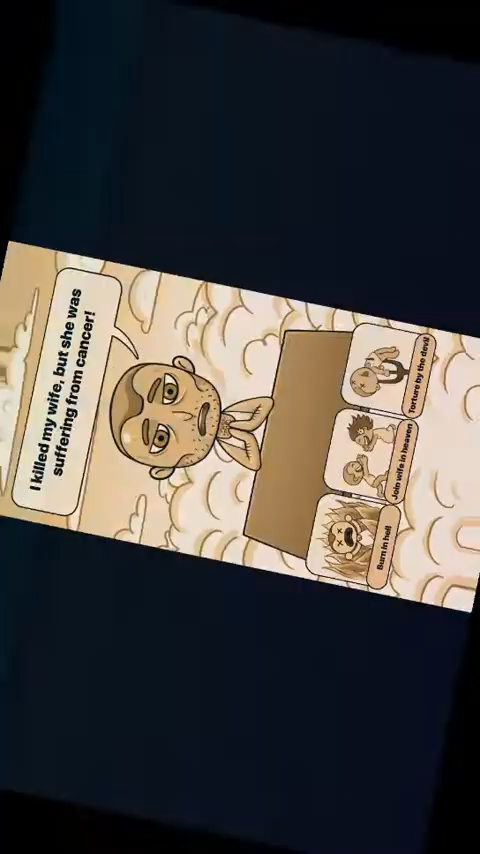 I killed my wife, but she was
suffering from cancer!
Burn in hell
Join wife in heaven
Torture by the devil